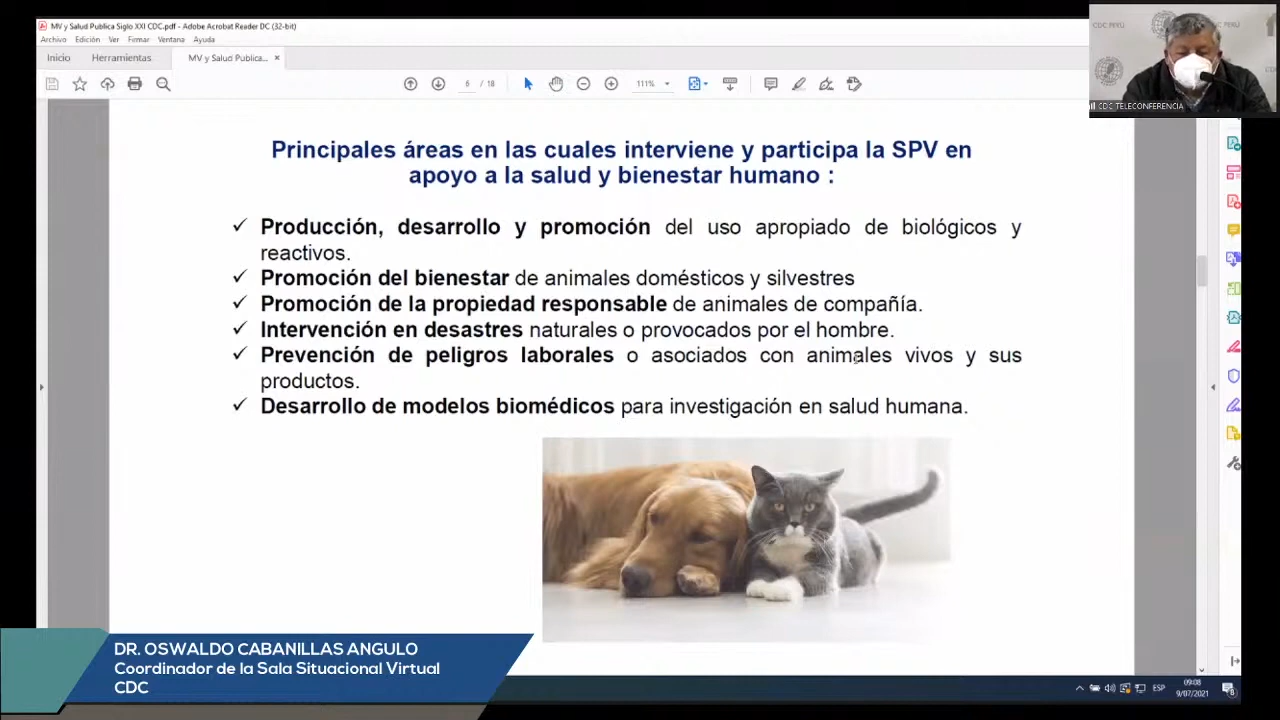 MV y Salud Publica Siglo XXI CDC.pdf - Adobe Acrobat Reader DC (32-bit)
Archivo Edición Ver Firmar Ventana Ayuda
Inicio Herramientas MV y Salud Publica... ×
6 / 18 111%
CDC PERÚ
CDC TELECONFERENCIA
Principales áreas en las cuales interviene y participa la SPV en
apoyo a la salud y bienestar humano :
✓ Producción, desarrollo y promoción del uso apropiado de biológicos y
reactivos.
✓ Promoción del bienestar de animales domésticos y silvestres
✓ Promoción de la propiedad responsable de animales de compañía.
✓ Intervención en desastres naturales o provocados por el hombre.
✓ Prevención de peligros laborales o asociados con animales vivos y sus
productos.
✓ Desarrollo de modelos biomédicos para investigación en salud humana.
DR. OSWALDO CABANILLAS ANGULO
Coordinador de la Sala Situacional Virtual
CDC
ESP
09:08
9/07/2021